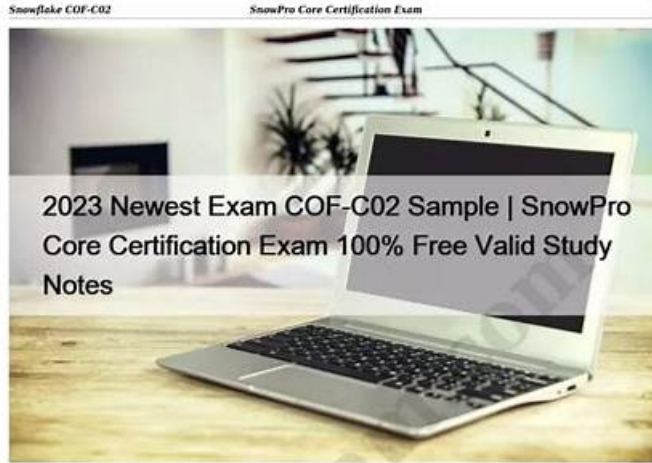 Snowflake COF-C02 SnowPro Core Certification Exam
2023 Newest Exam COF-C02 Sample | SnowPro
Core Certification Exam 100% Free Valid Study
Notes